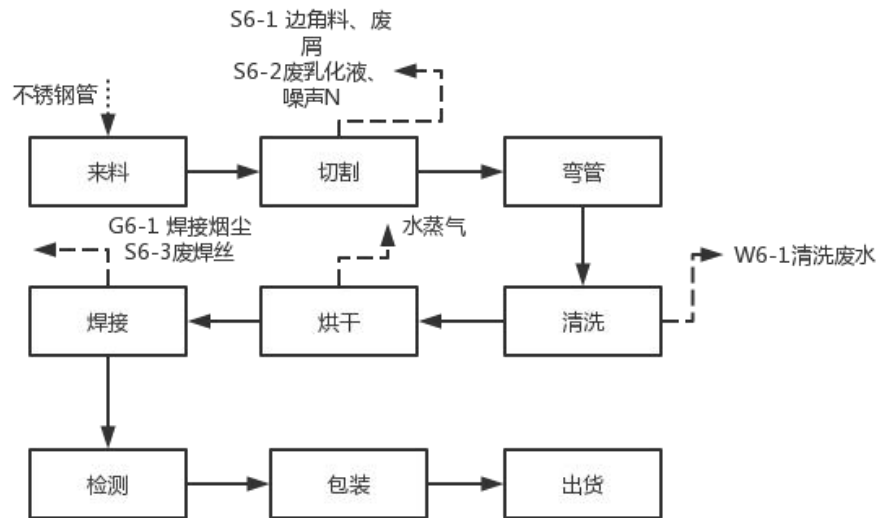 S6-1 边角料、废
屑
S6-2废乳化液、
噪声N
不锈钢管
来料
切割
弯管
G6-1 焊接烟尘
S6-3废焊丝
水蒸气
W6-1清洗废水
焊接
烘干
清洗
检测
包装
出货